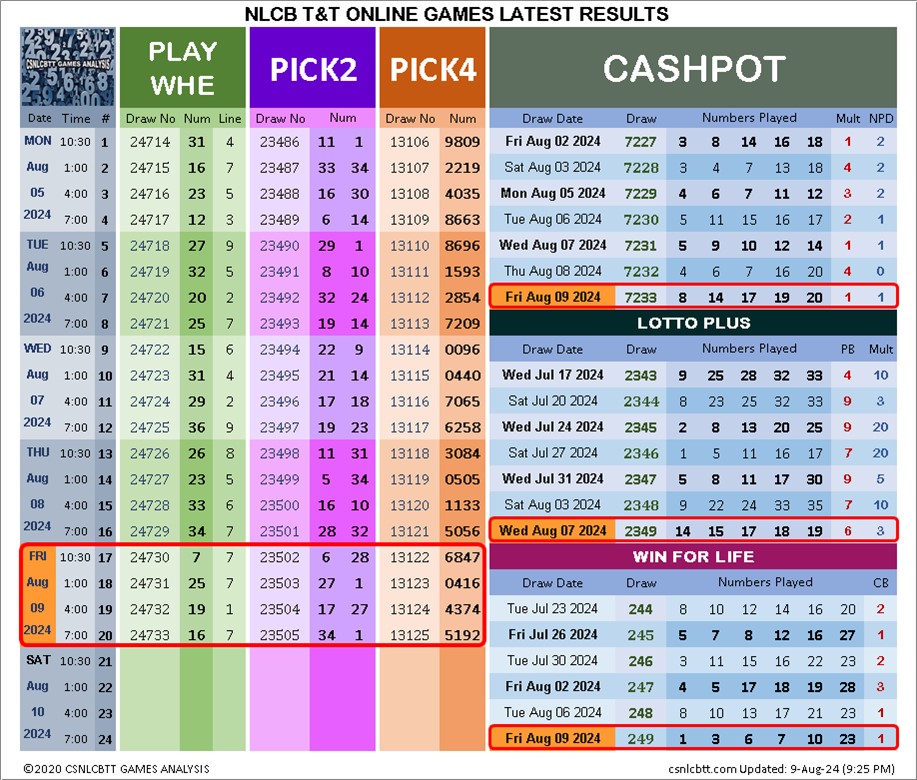 NLCB T&T ONLINE GAMES LATEST RESULTS
CSNLCBTT GAMES ANALYSIS
PLAY WHE PICK2 PICK4 CASHPOT
Date Time # Draw No Num Line Draw No Num Draw No Num Draw Date Draw Numbers Played Mult NPD
MON 10:30 1 24714 31 4 23486 11 1 13106 9809 Fri Aug 02 2024 7227 3 8 14 16 18 1 2
Aug 1:00 2 24715 16 7 23487 33 34 13107 2219 Sat Aug 03 2024 7228 3 4 7 13 18 4 2
05 4:00 3 24716 23 5 23488 16 30 13108 4035 Mon Aug 05 2024 7229 4 6 7 11 12 3 2
2024 7:00 4 24717 12 3 23489 6 14 13109 8663 Tue Aug 06 2024 7230 5 11 15 16 17 2 1
TUE 10:30 5 24718 27 9 23490 29 1 13110 8696 Wed Aug 07 2024 7231 5 9 10 12 14 1 1
Aug 1:00 6 24719 32 5 23491 8 10 13111 1593 Thu Aug 08 2024 7232 4 6 7 16 20 4 0
06 4:00 7 24720 20 2 23492 32 24 13112 2854 Fri Aug 09 2024 7233 8 14 17 19 20 1 1
2024 7:00 8 24721 25 7 23493 19 14 13113 7209 LOTTO PLUS
WED 10:30 9 24722 15 6 23494 22 9 13114 0096 Draw Date Draw Numbers Played PB Mult
Aug 1:00 10 24723 31 4 23495 21 14 13115 0440 Wed Jul 17 2024 2343 9 25 28 32 33 4 10
07 4:00 11 24724 29 2 23496 17 18 13116 7065 Sat Jul 20 2024 2344 8 23 25 32 33 9 3
2024 7:00 12 24725 36 9 23497 19 23 13117 6258 Wed Jul 24 2024 2345 2 8 13 20 25 9 20
THU 10:30 13 24726 26 8 23498 11 31 13118 3084 Sat Jul 27 2024 2346 1 5 11 16 17 7 20
Aug 1:00 14 24727 23 5 23499 5 34 13119 0505 Wed Jul 31 2024 2347 5 8 11 17 30 9 5
08 4:00 15 24728 33 6 23500 16 10 13120 1133 Sat Aug 03 2024 2348 9 22 24 33 35 7 10
2024 7:00 16 24729 34 7 23501 28 32 13121 5056 Wed Aug 07 2024 2349 14 15 17 18 19 6 3
FRI 10:30 17 24730 7 7 23502 6 28 13122 6847 WIN FOR LIFE
Aug 1:00 18 24731 25 7 23503 27 1 13123 0416 Draw Date Draw Numbers Played CB
09 4:00 19 24732 19 1 23504 17 27 13124 4374 Tue Jul 23 2024 244 8 10 12 14 16 20 2
2024 7:00 20 24733 16 7 23505 34 1 13125 5192 Fri Jul 26 2024 245 5 7 8 12 16 27 1
SAT 10:30 21 Tue Jul 30 2024 246 3 11 15 16 22 23 2
Aug 1:00 22 Fri Aug 02 2024 247 4 5 17 18 19 28 3
10 4:00 23 Tue Aug 06 2024 248 8 10 13 17 21 23 1
2024 7:00 24 Fri Aug 09 2024 249 1 3 6 7 10 23 1
©2020 CSNLCBTT GAMES ANALYSIS csnlcbtt.com Updated: 9-Aug-24 (9:25 PM)